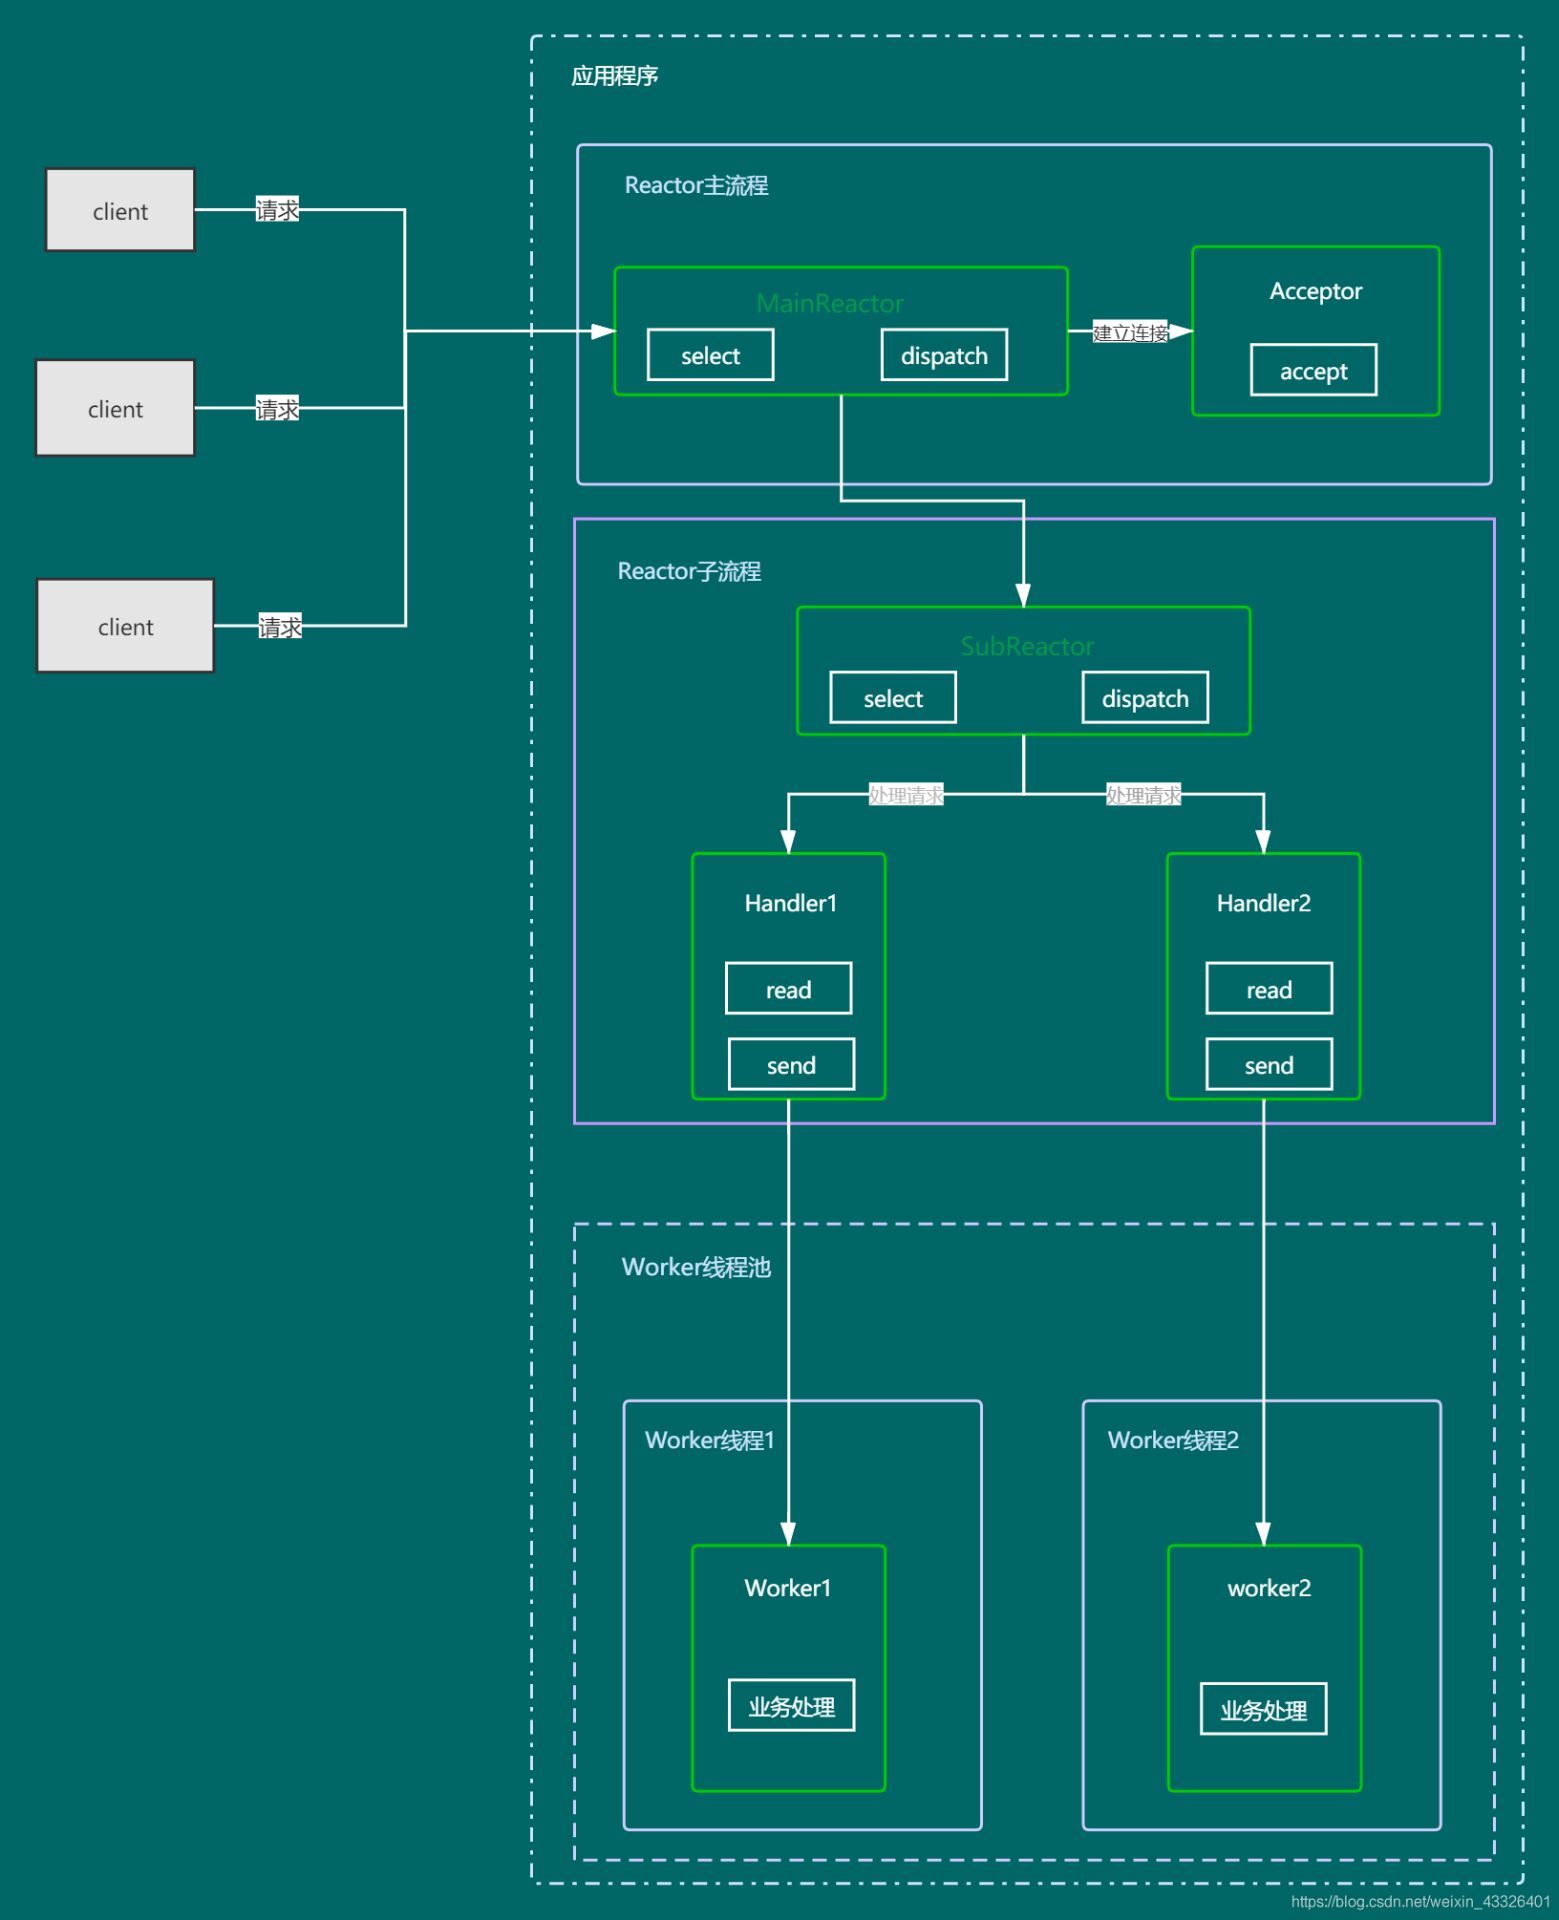 应用程序
Reactor主流程
client
请求
MainReactor
select
dispatch
建立连接
Acceptor
accept
client
请求
client
请求
Reactor子流程
SubReactor
select
dispatch
处理请求
处理请求
Handler1
read
send
Handler2
read
send
Worker线程池
Worker线程1
Worker1
业务处理
Worker线程2
worker2
业务处理
https://blog.csdn.net/weixin_43326401